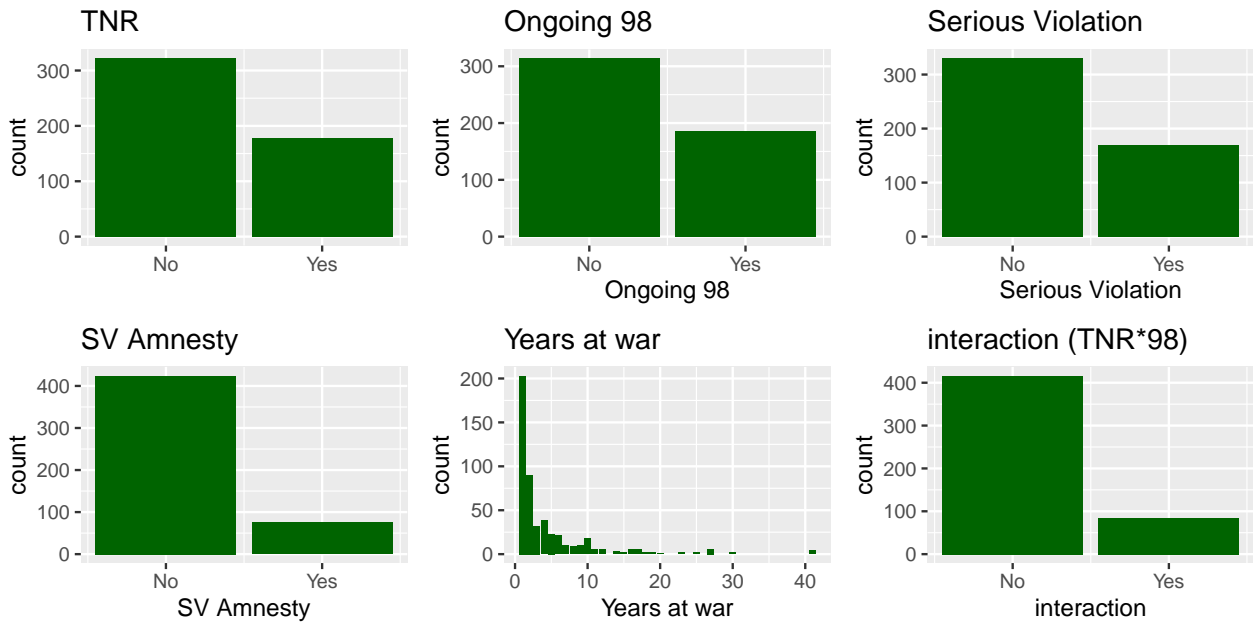 TNR
count
300
200
100
0
No Yes
Ongoing 98
count
300
200
100
0
No Yes
Ongoing 98
Serious Violation
count
300
200
100
0
No Yes
Serious Violation
SV Amnesty
count
400
300
200
100
0
No Yes
SV Amnesty
Years at war
count
200
150
100
50
0
0 10 20 30 40
Years at war
interaction (TNR*98)
count
400
300
200
100
0
No Yes
interaction